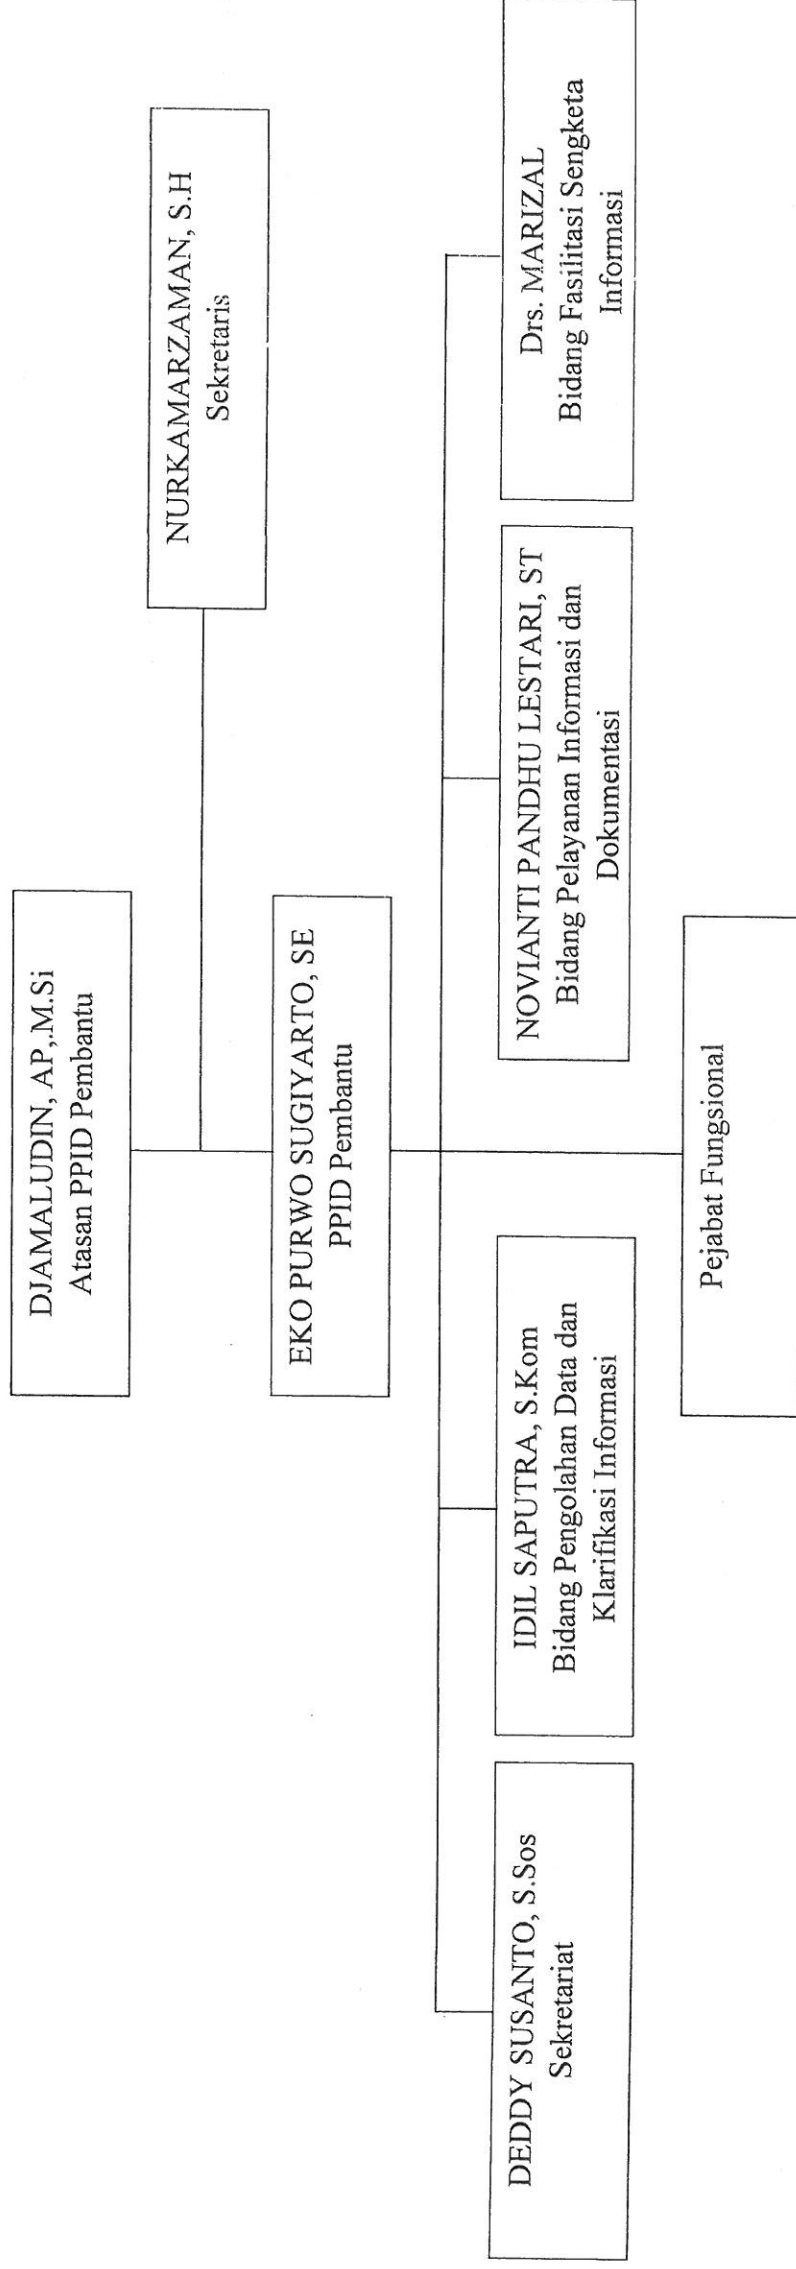 DJAMALUDIN, AP,.M.Si
Atasan PPID Pembantu
NURKAMARZAMAN, S.H
Sekretaris
EKO PURWO SUGIYARTO, SE
PPID Pembantu
DEDDY SUSANTO, S.Sos
Sekretariat
IDIL SAPUTRA, S.Kom
Bidang Pengolahan Data dan
Klarifikasi Informasi
NOVIANTI PANDHU LESTARI, ST
Bidang Pelayanan Informasi dan
Dokumentasi
Drs. MARIZAL
Bidang Fasilitasi Sengketa
Informasi
Pejabat Fungsional